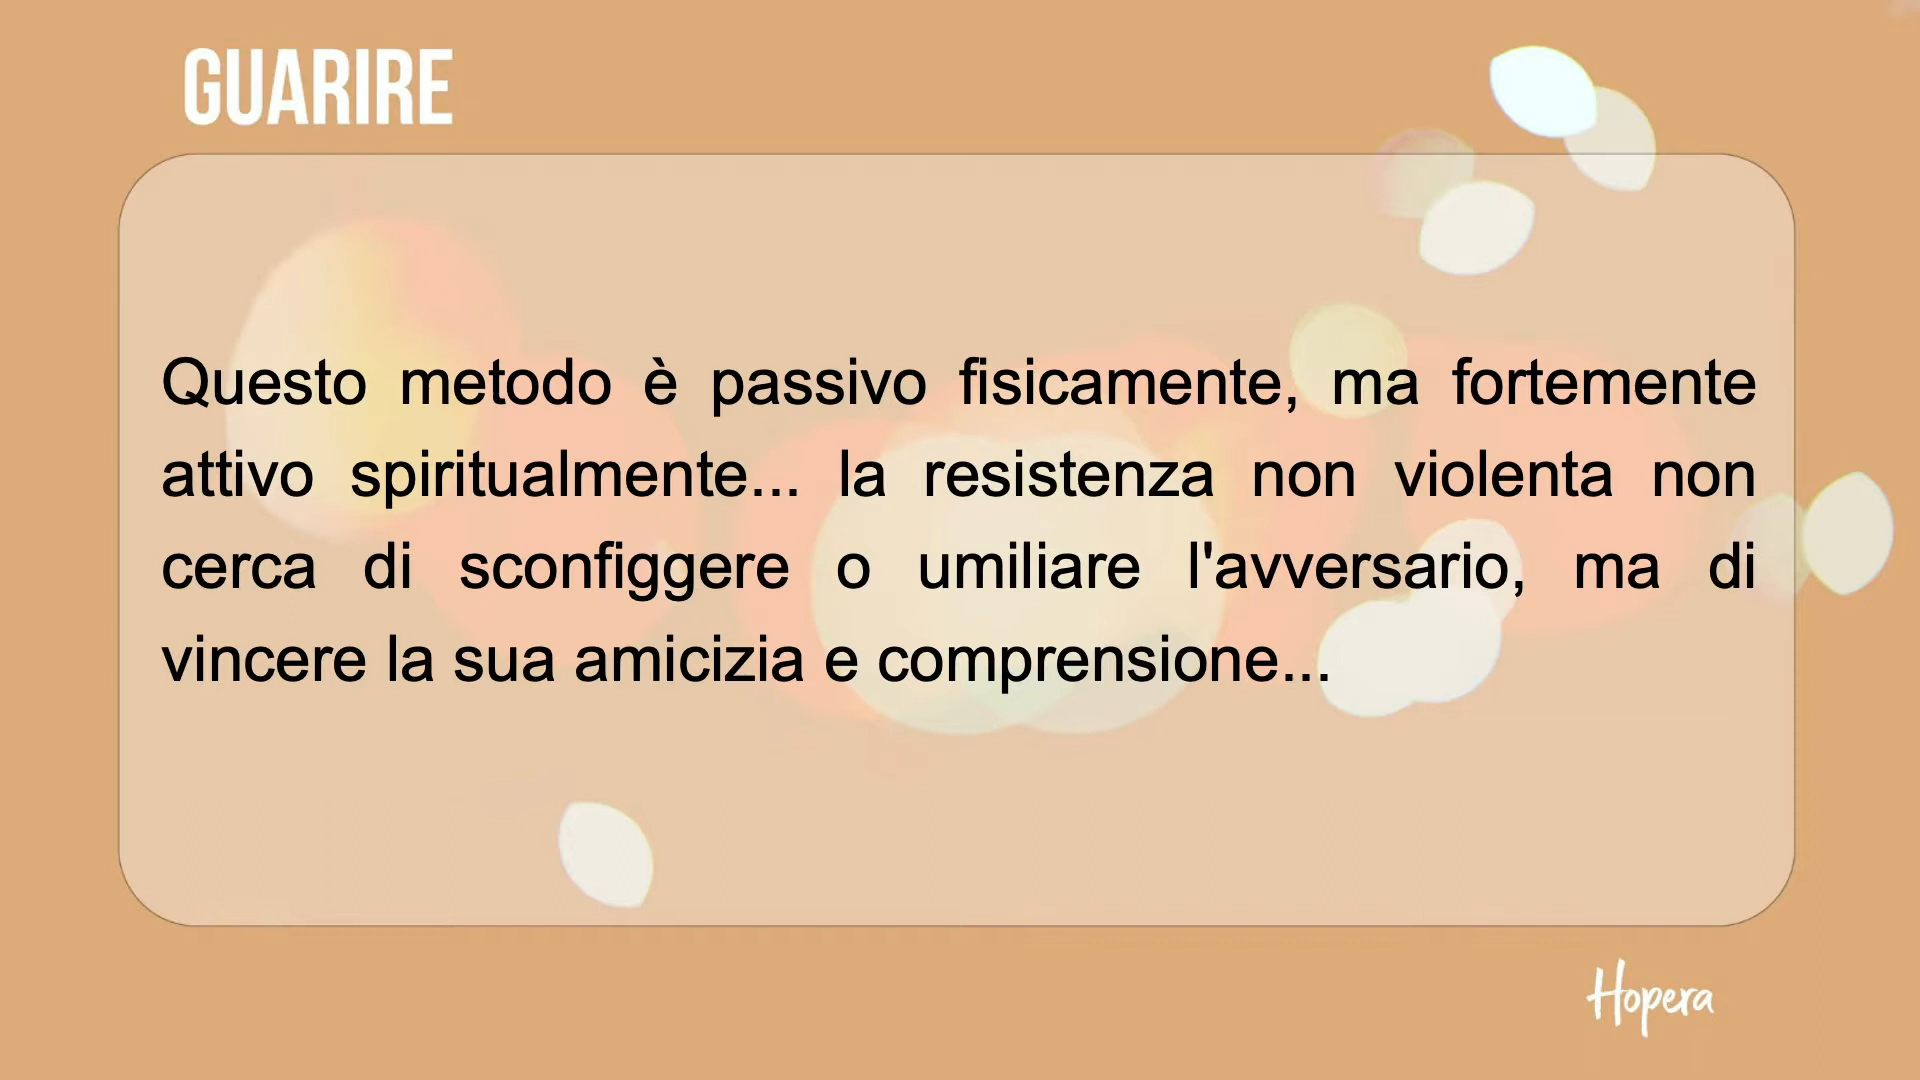 GUARIRE
Questo metodo è passivo fisicamente, ma fortemente
attivo spiritualmente... la resistenza non violenta non
cerca di sconfiggere o umiliare l'avversario, ma di
vincere la sua amicizia e comprensione...
Hopera